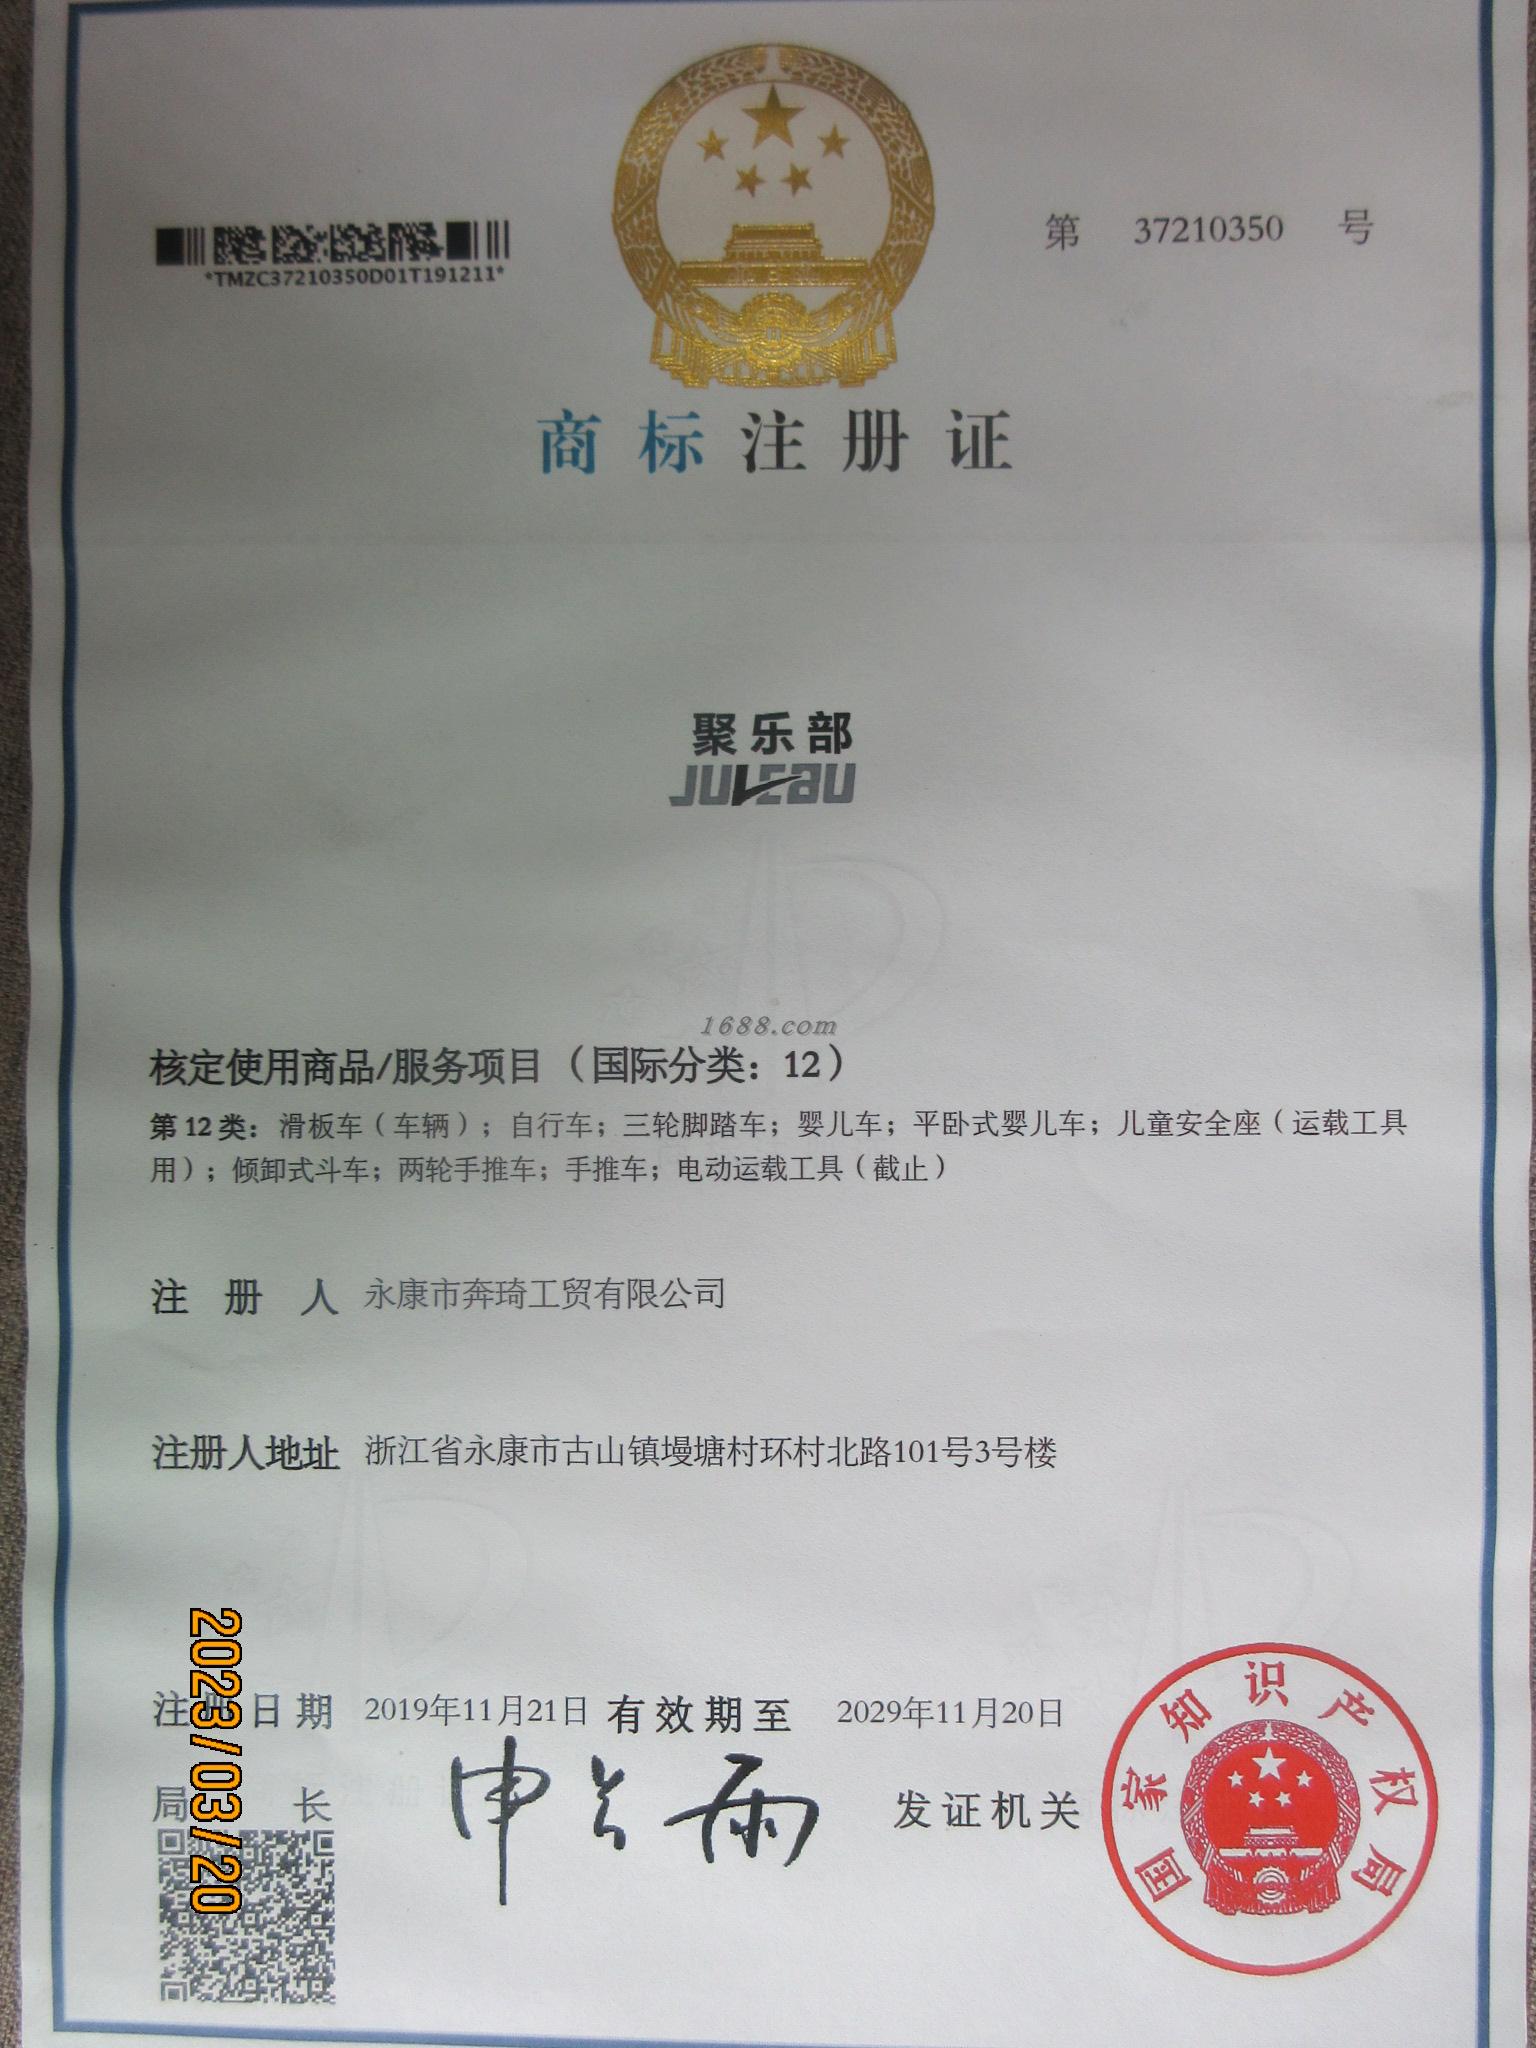 第 37210350 号
*TMZC37210350D01T191211*
商标注册证
聚乐部
1688.com
核定使用商品/服务项目（国际分类：12）
第12类：滑板车（车辆）；自行车；三轮脚踏车；婴儿车；平卧式婴儿车；儿童安全座（运载工具
用）；倾卸式斗车；两轮手推车；手推车；电动运载工具（截止）
注册人 永康市奔琦工贸有限公司
注册人地址 浙江省永康市古山镇墁塘村环村北路101号3号楼
注册日期 2019年11月21日 有效期至 2029年11月20日
局长 申长雨 发证机关
国家知识产权局
2023/03/20